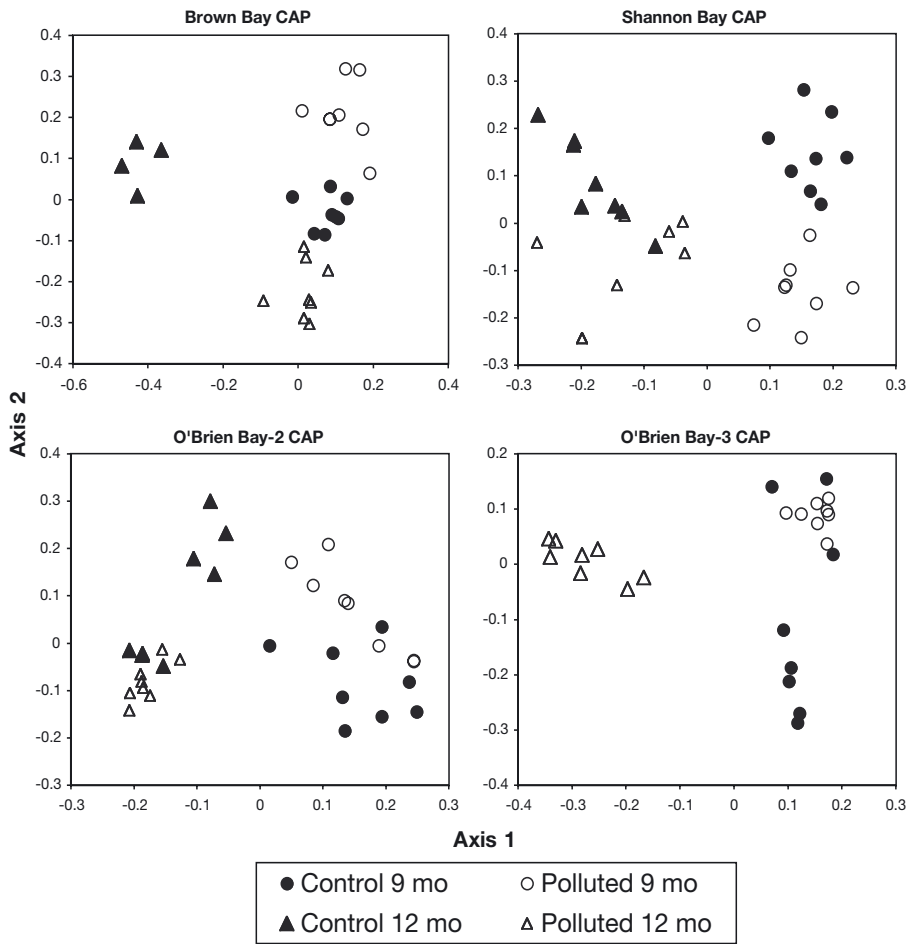 Brown Bay CAP
0.4
0.3
0.2
0.1
0
-0.1
-0.2
-0.3
-0.4
-0.6 -0.4 -0.2 0 0.2 0.4
Shannon Bay CAP
0.4
0.3
0.2
0.1
0
-0.1
-0.2
-0.3
-0.3 -0.2 -0.1 0 0.1 0.2 0.3
Axis 2
O'Brien Bay-2 CAP
0.4
0.3
0.2
0.1
0
-0.1
-0.2
-0.3
-0.3 -0.2 -0.1 0 0.1 0.2 0.3
O'Brien Bay-3 CAP
0.2
0.1
0
-0.1
-0.2
-0.3
-0.4
-0.4 -0.3 -0.2 -0.1 0 0.1 0.2 0.3
Axis 1
Control 9 mo Polluted 9 mo
Control 12 mo Polluted 12 mo